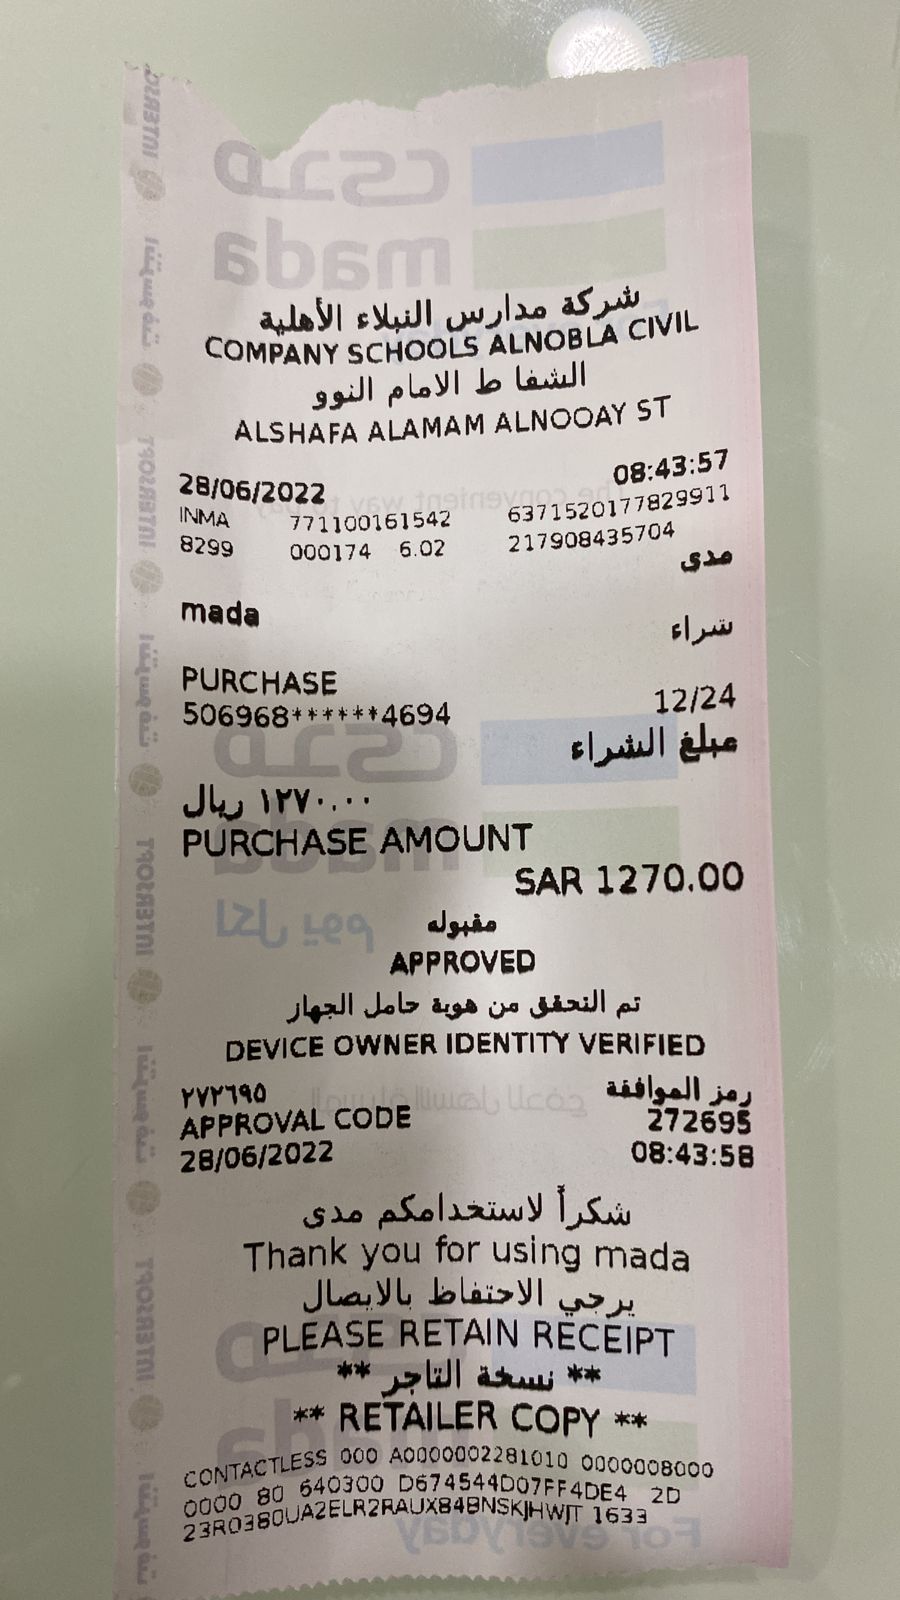 شركة مدارس النبلاء الأهلية
COMPANY SCHOOLS ALNOBLA CIVIL
الشفا ط الامام النوو
ALSHAFA ALAMAM ALNOOAY ST
28/06/2022 08:43:57
INMA 771100161542 6371520177829911
8299 000174 6.02 217908435704
مدى
mada
شراء
PURCHASE
506968******4694 12/24
مبلغ الشراء
١٢٧٠.٠٠ ريال
PURCHASE AMOUNT
SAR 1270.00
مقبوله
APPROVED
تم التحقق من هوية حامل الجهاز
DEVICE OWNER IDENTITY VERIFIED
رمز الموافقة ٢٧٢٦٩٥
APPROVAL CODE 272695
28/06/2022 08:43:58
شكراً لاستخدامكم مدى
Thank you for using mada
يرجي الاحتفاظ بالايصال
PLEASE RETAIN RECEIPT
** نسخة التاجر **
** RETAILER COPY **
CONTACTLESS 000 A0000002281010 0000008000
0000 80 640300 D674544D07FF4DE4 2D
23R0380UA2ELR2RAUX84BNSKJHWJT 1633